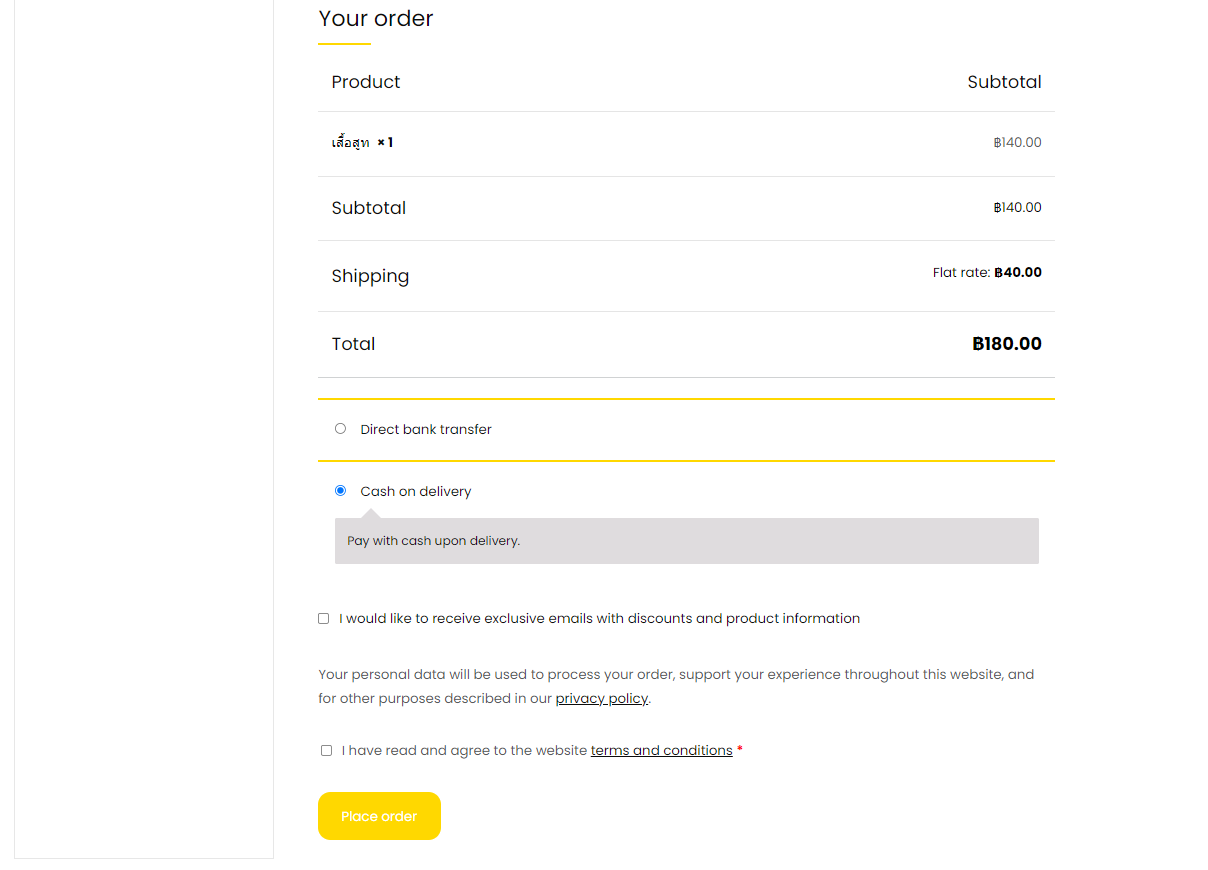 Your order
Product Subtotal
เสื้อสูท × 1 ฿140.00
Subtotal ฿140.00
Shipping Flat rate: ฿40.00
Total ฿180.00
Direct bank transfer
Cash on delivery
Pay with cash upon delivery.
I would like to receive exclusive emails with discounts and product information
Your personal data will be used to process your order, support your experience throughout this website, and
for other purposes described in our privacy policy.
I have read and agree to the website terms and conditions *
Place order